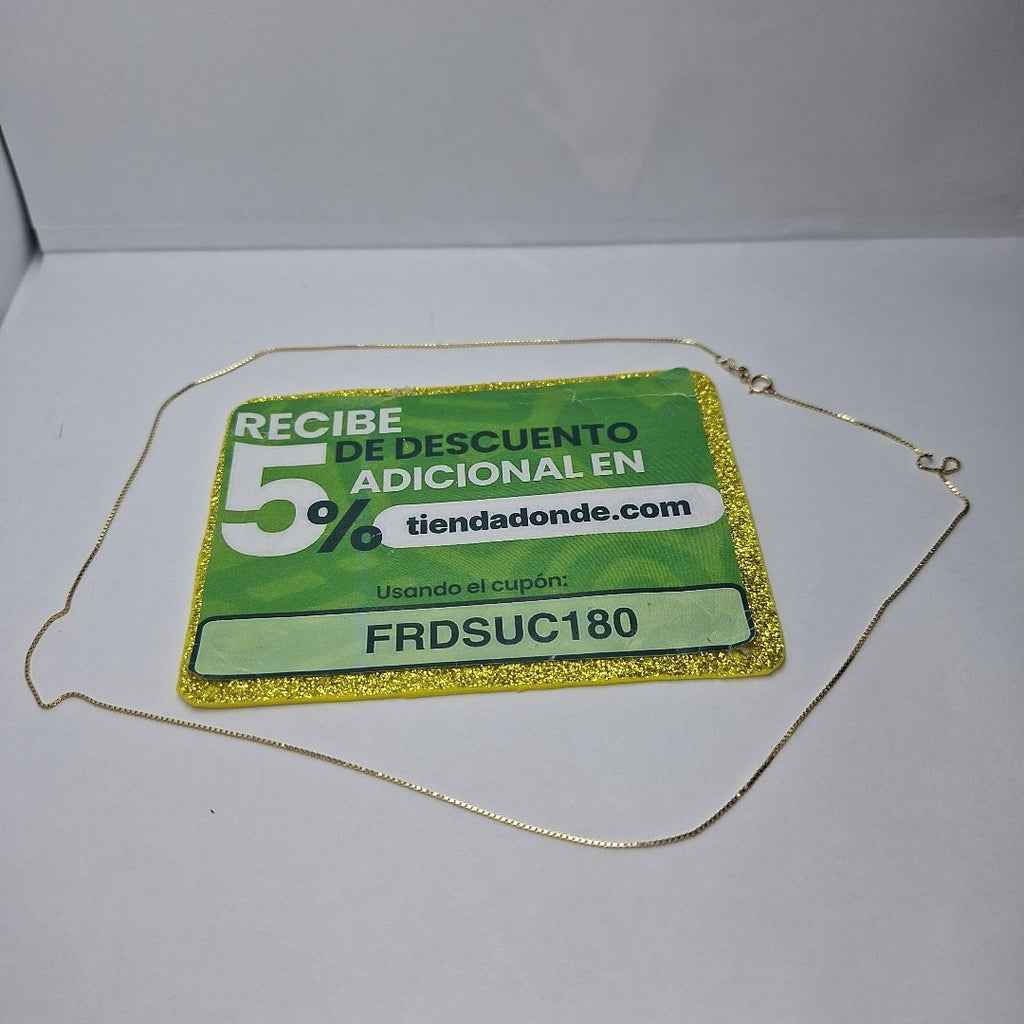 RECIBE
5% DE DESCUENTO
ADICIONAL EN
tiendadonde.com
Usando el cupón:
FRDSUC180